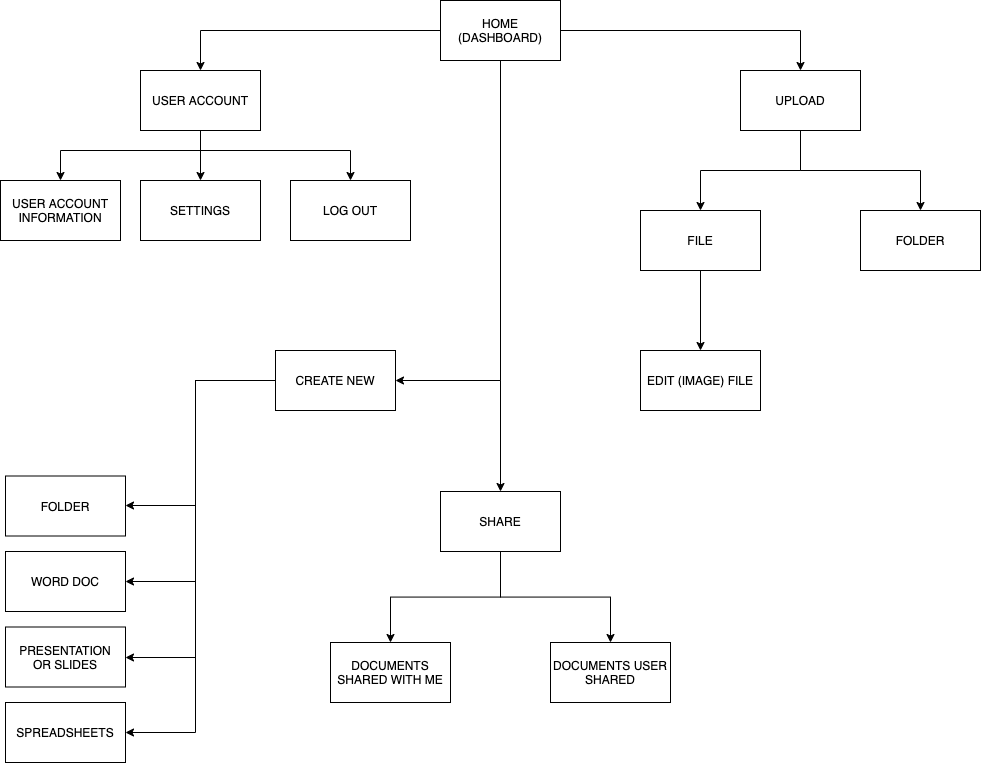 HOME
(DASHBOARD)
USER ACCOUNT
UPLOAD
USER ACCOUNT
INFORMATION
SETTINGS
LOG OUT
FILE
FOLDER
CREATE NEW
EDIT (IMAGE) FILE
FOLDER
SHARE
WORD DOC
PRESENTATION
OR SLIDES
DOCUMENTS
SHARED WITH ME
DOCUMENTS USER
SHARED
SPREADSHEETS